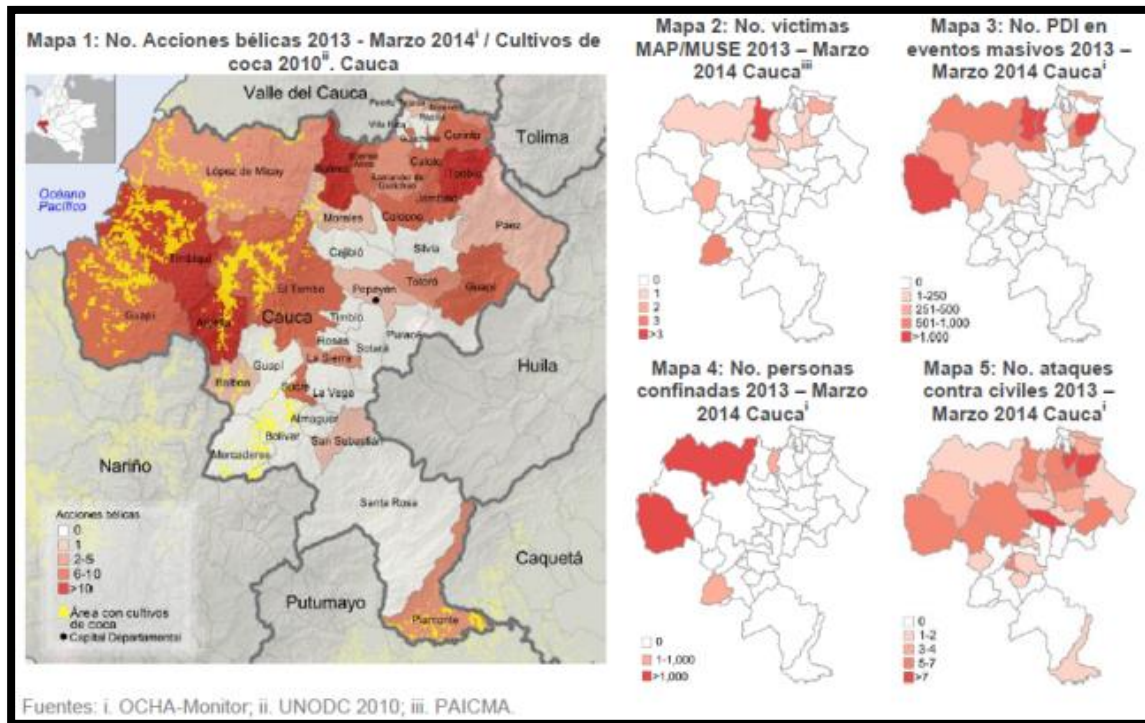 Mapa 1: No. Acciones bélicas 2013 - Marzo 2014ⁱ / Cultivos de
coca 2010ⁱⁱ. Cauca
Valle del Cauca
Tolima
Océano
Pacífico
López de Micay
Corinto
Caloto
Toribío
Jambaló
Morales
Caldono
Páez
Cajibío
Silvia
Timbiquí
El Tambo
Popayán
Totoró
Guapi
Guapi
Argelia
Cauca
Timbío
Puracé
Rosas
Sotará
Huila
Guapi
La Sierra
Balboa
Sucre
La Vega
Almaguer
Bolívar
San Sebastián
Mercaderes
Nariño
Santa Rosa
Caquetá
Putumayo
Piamonte
Acciones bélicas
0
1
2-5
6-10
>10
Área con cultivos
de coca
Capital Departamental
Mapa 2: No. víctimas
MAP/MUSE 2013 – Marzo
2014 Caucaⁱⁱⁱ
0
1
2
3
>3
Mapa 3: No. PDI en
eventos masivos 2013 –
Marzo 2014 Caucaⁱ
0
1-250
251-500
501-1,000
>1,000
Mapa 4: No. personas
confinadas 2013 – Marzo
2014 Caucaⁱ
0
1-1,000
>1,000
Mapa 5: No. ataques
contra civiles 2013 –
Marzo 2014 Caucaⁱ
0
1-2
3-4
5-7
>7
Fuentes: i. OCHA-Monitor; ii. UNODC 2010; iii. PAICMA.